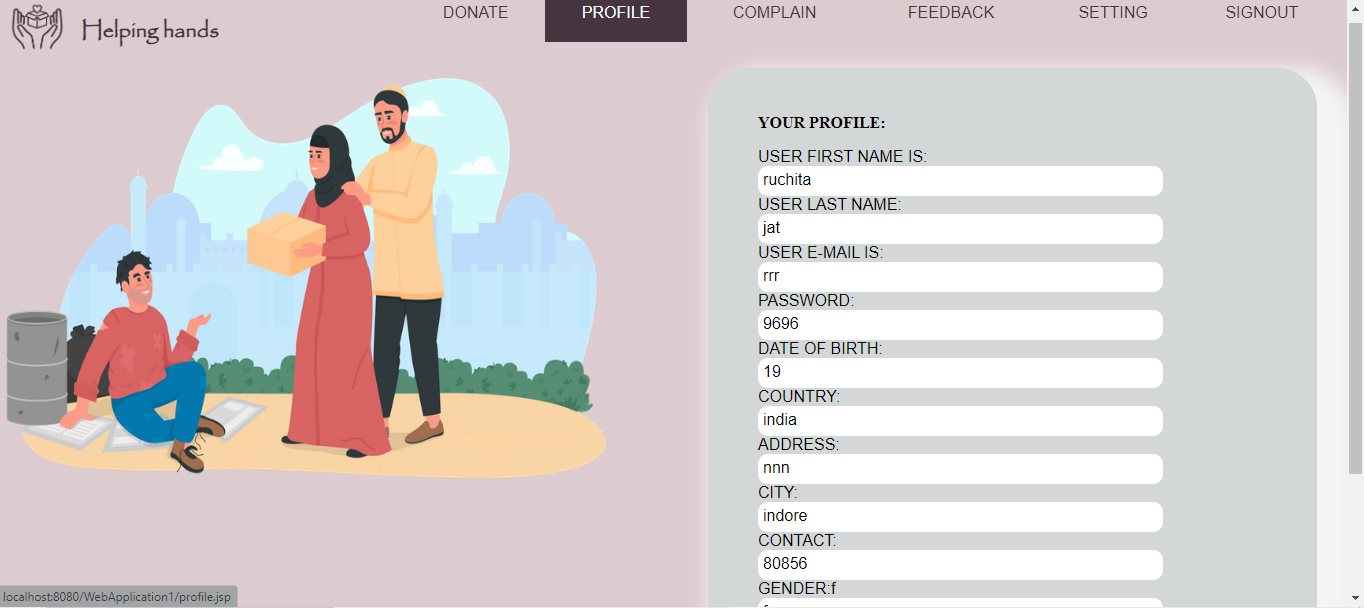 Helping hands
DONATE
PROFILE
COMPLAIN
FEEDBACK
SETTING
SIGNOUT
YOUR PROFILE:
USER FIRST NAME IS:
ruchita
USER LAST NAME:
jat
USER E-MAIL IS:
rrr
PASSWORD:
9696
DATE OF BIRTH:
19
COUNTRY:
india
ADDRESS:
nnn
CITY:
indore
CONTACT:
80856
GENDER:f
localhost:8080/WebApplication1/profile.jsp